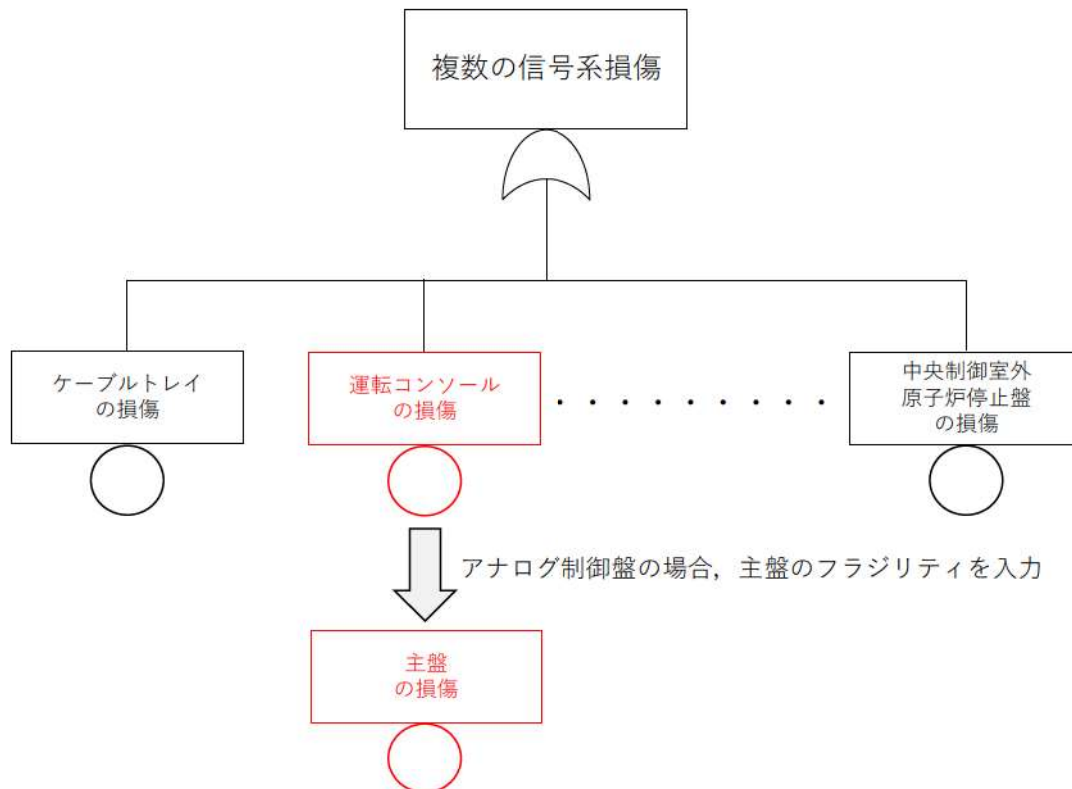 複数の信号系損傷
ケーブルトレイ
の損傷
運転コンソール
の損傷
・・・・・・・・・
中央制御室外
原子炉停止盤
の損傷
アナログ制御盤の場合，主盤のフラジリティを入力
主盤
の損傷